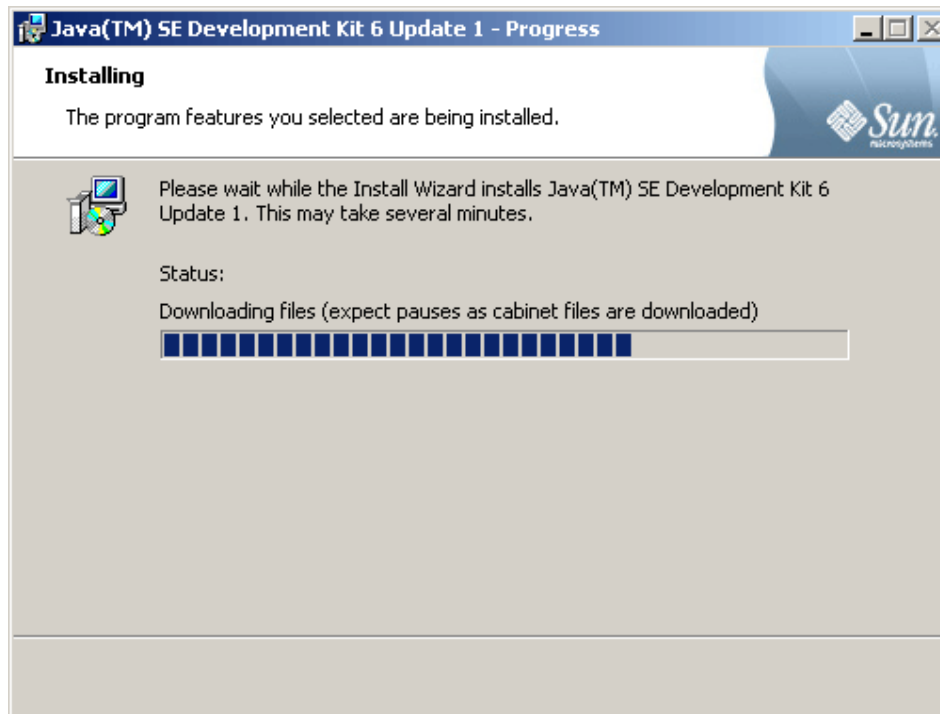 Java(TM) SE Development Kit 6 Update 1 - Progress
Installing
The program features you selected are being installed.
Sun
microsystems
Please wait while the Install Wizard installs Java(TM) SE Development Kit 6
Update 1. This may take several minutes.
Status:
Downloading files (expect pauses as cabinet files are downloaded)